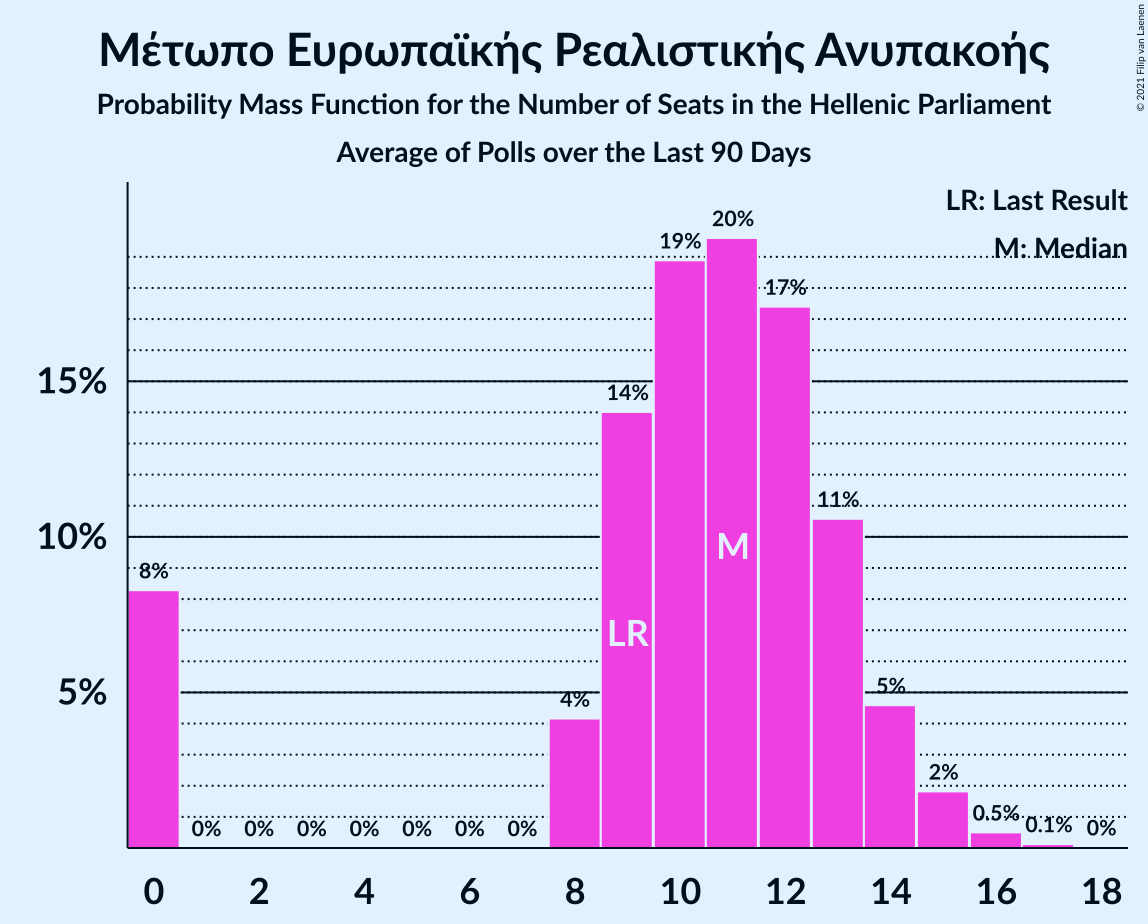 Μέτωπο Ευρωπαϊκής Ρεαλιστικής Ανυπακοής
Probability Mass Function for the Number of Seats in the Hellenic Parliament
Average of Polls over the Last 90 Days
© 2021 Filip van Laenen
LR: Last Result
M: Median
20%
19%
17%
15%
14%
11%
10%
8%
M
LR
5%
4%
5%
2%
0.5%
0.1%
0% 0% 0% 0% 0% 0% 0% 0%
0 2 4 6 8 10 12 14 16 18